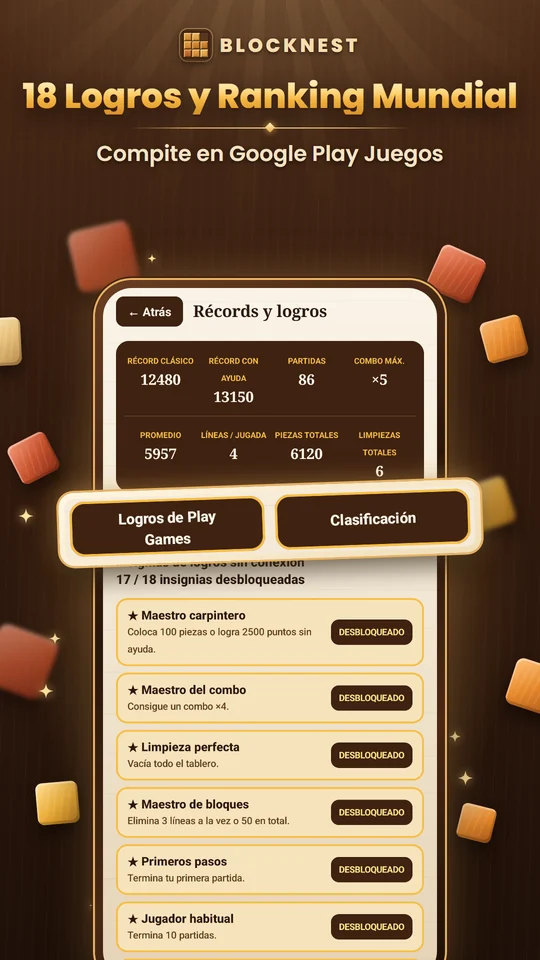 BLOCKNEST
18 Logros y Ranking Mundial
Compite en Google Play Juegos
← Atrás
Récords y logros
RÉCORD CLÁSICO
12480
RÉCORD CON
AYUDA
13150
PARTIDAS
86
COMBO MÁX.
×5
PROMEDIO
5957
LÍNEAS / JUGADA
4
PIEZAS TOTALES
6120
LIMPIEZAS
TOTALES
6
Logros de Play
Games
Clasificación
de logros sin conexión
17 / 18 insignias desbloqueadas
★ Maestro carpintero
Coloca 100 piezas o logra 2500 puntos sin
ayuda.
DESBLOQUEADO
★ Maestro del combo
Consigue un combo ×4.
DESBLOQUEADO
★ Limpieza perfecta
Vacía todo el tablero.
DESBLOQUEADO
★ Maestro de bloques
Elimina 3 líneas a la vez o 50 en total.
DESBLOQUEADO
★ Primeros pasos
Termina tu primera partida.
DESBLOQUEADO
★ Jugador habitual
Termina 10 partidas.
DESBLOQUEADO